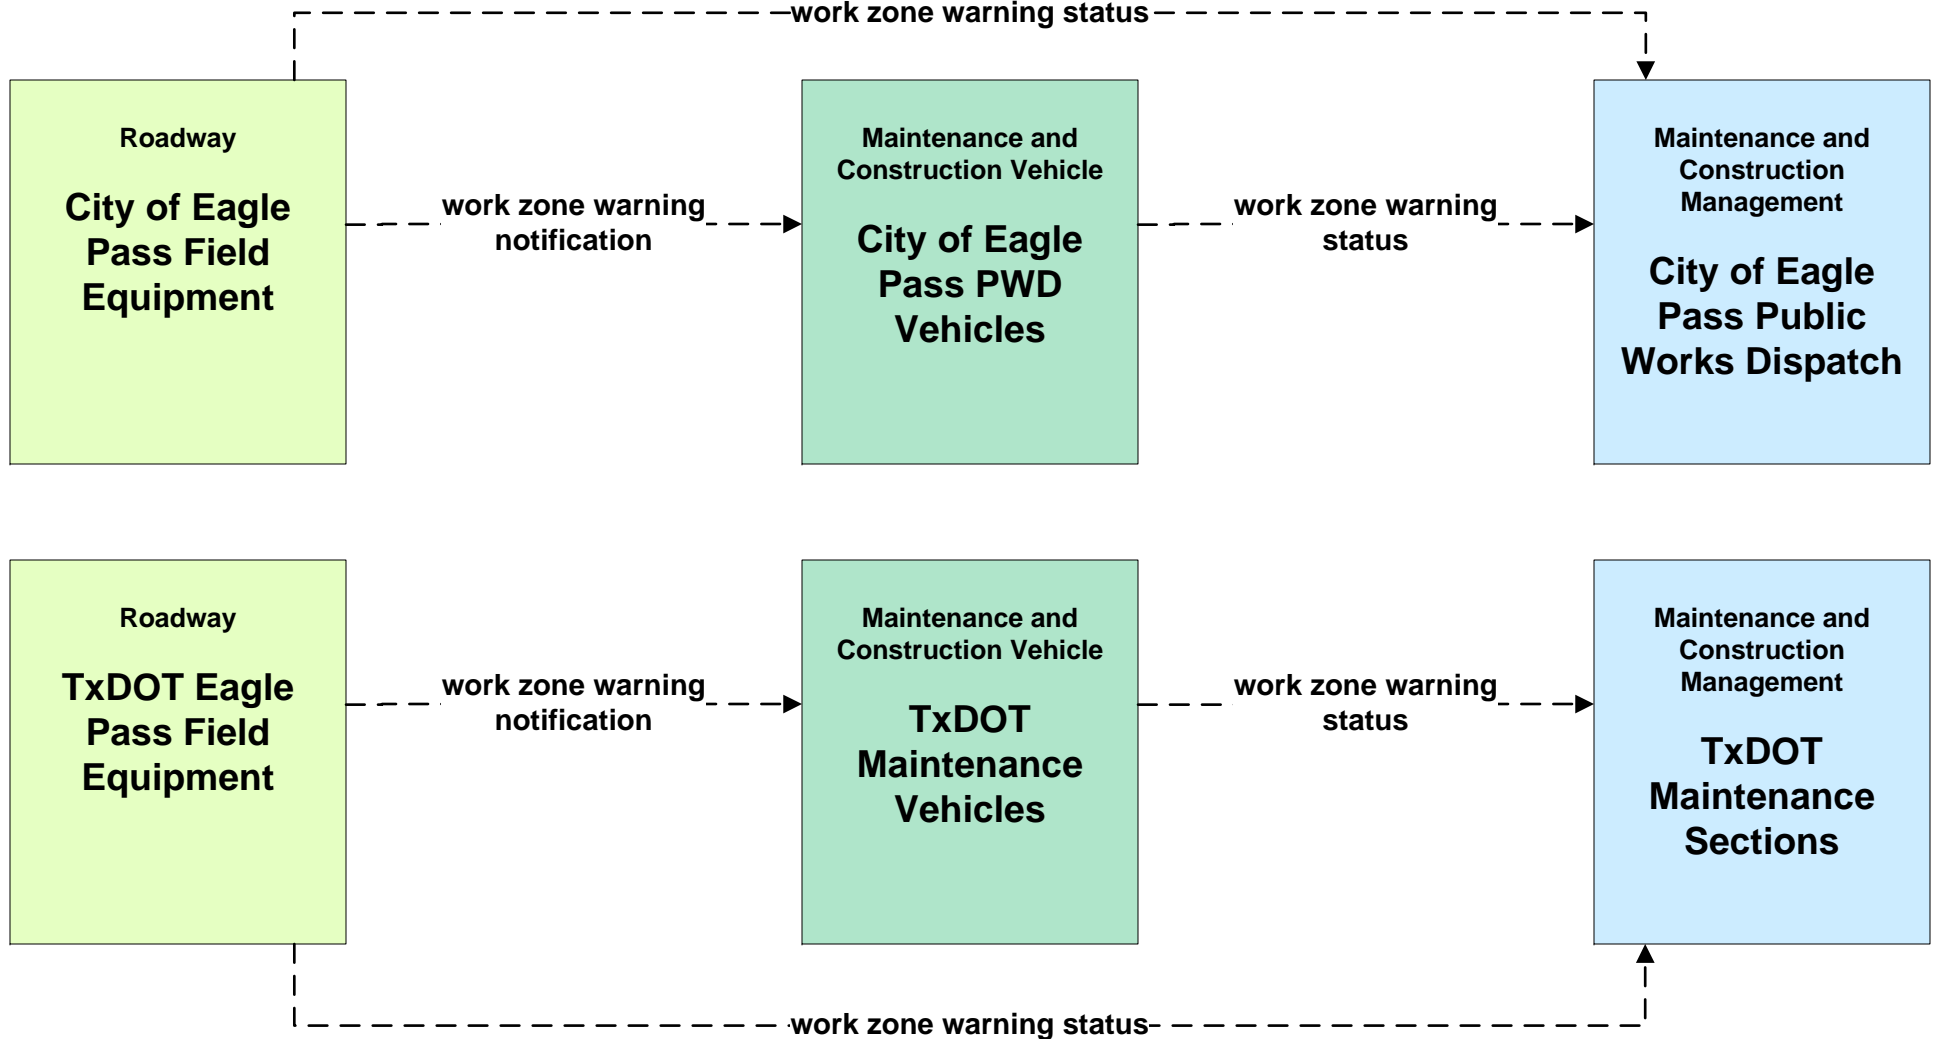 work zone warning status
Roadway
City of Eagle
Pass Field
Equipment
work zone warning
notification
Maintenance and
Construction Vehicle
City of Eagle
Pass PWD
Vehicles
work zone warning
status
Maintenance and
Construction
Management
City of Eagle
Pass Public
Works Dispatch
Roadway
TxDOT Eagle
Pass Field
Equipment
work zone warning
notification
Maintenance and
Construction Vehicle
TxDOT
Maintenance
Vehicles
work zone warning
status
Maintenance and
Construction
Management
TxDOT
Maintenance
Sections
work zone warning status